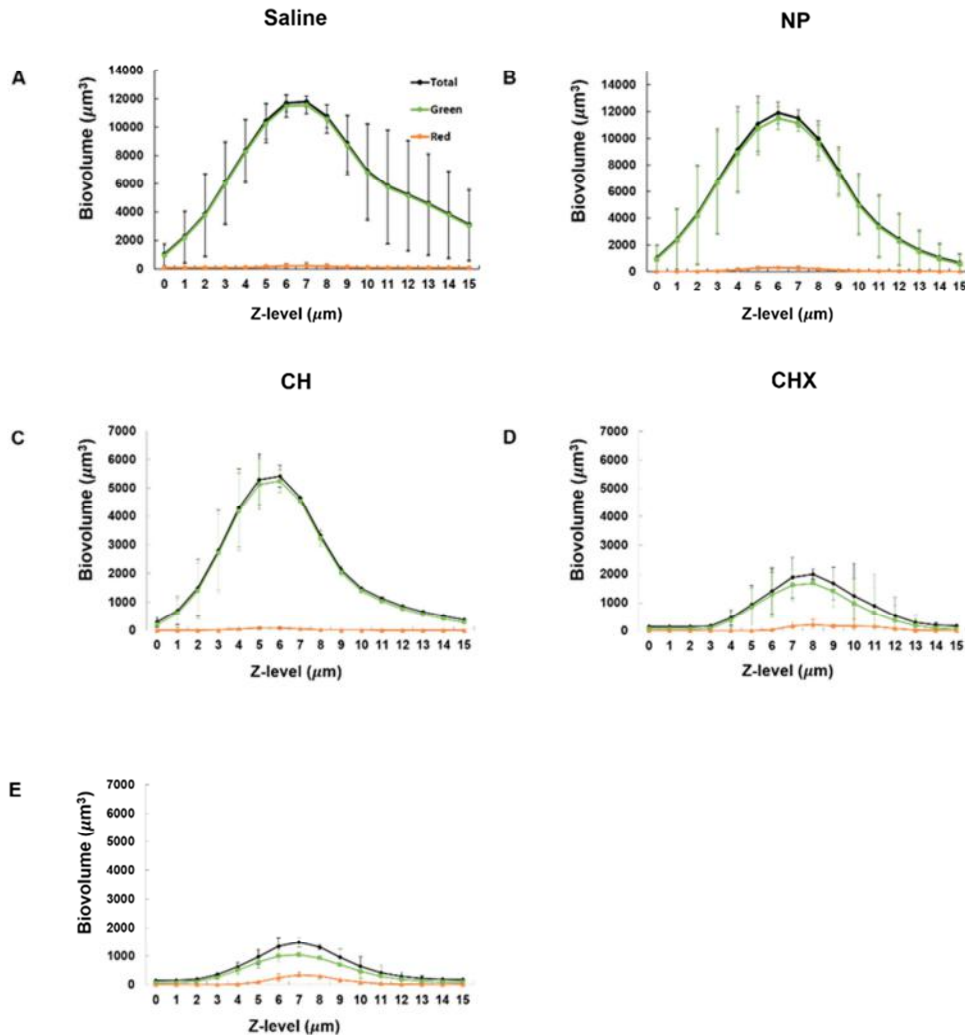 Saline
NP
A
Biovolume (μm³)
14000
12000
10000
8000
6000
4000
2000
0
Total
Green
Red
0 1 2 3 4 5 6 7 8 9 10 11 12 13 14 15
Z-level (μm)
B
Biovolume (μm³)
14000
12000
10000
8000
6000
4000
2000
0
0 1 2 3 4 5 6 7 8 9 10 11 12 13 14 15
Z-level (μm)
CH
CHX
C
Biovolume (μm³)
7000
6000
5000
4000
3000
2000
1000
0
0 1 2 3 4 5 6 7 8 9 10 11 12 13 14 15
Z-level (μm)
D
Biovolume (μm³)
7000
6000
5000
4000
3000
2000
1000
0
0 1 2 3 4 5 6 7 8 9 10 11 12 13 14 15
Z-level (μm)
E
Biovolume (μm³)
7000
6000
5000
4000
3000
2000
1000
0
0 1 2 3 4 5 6 7 8 9 10 11 12 13 14 15
Z-level (μm)